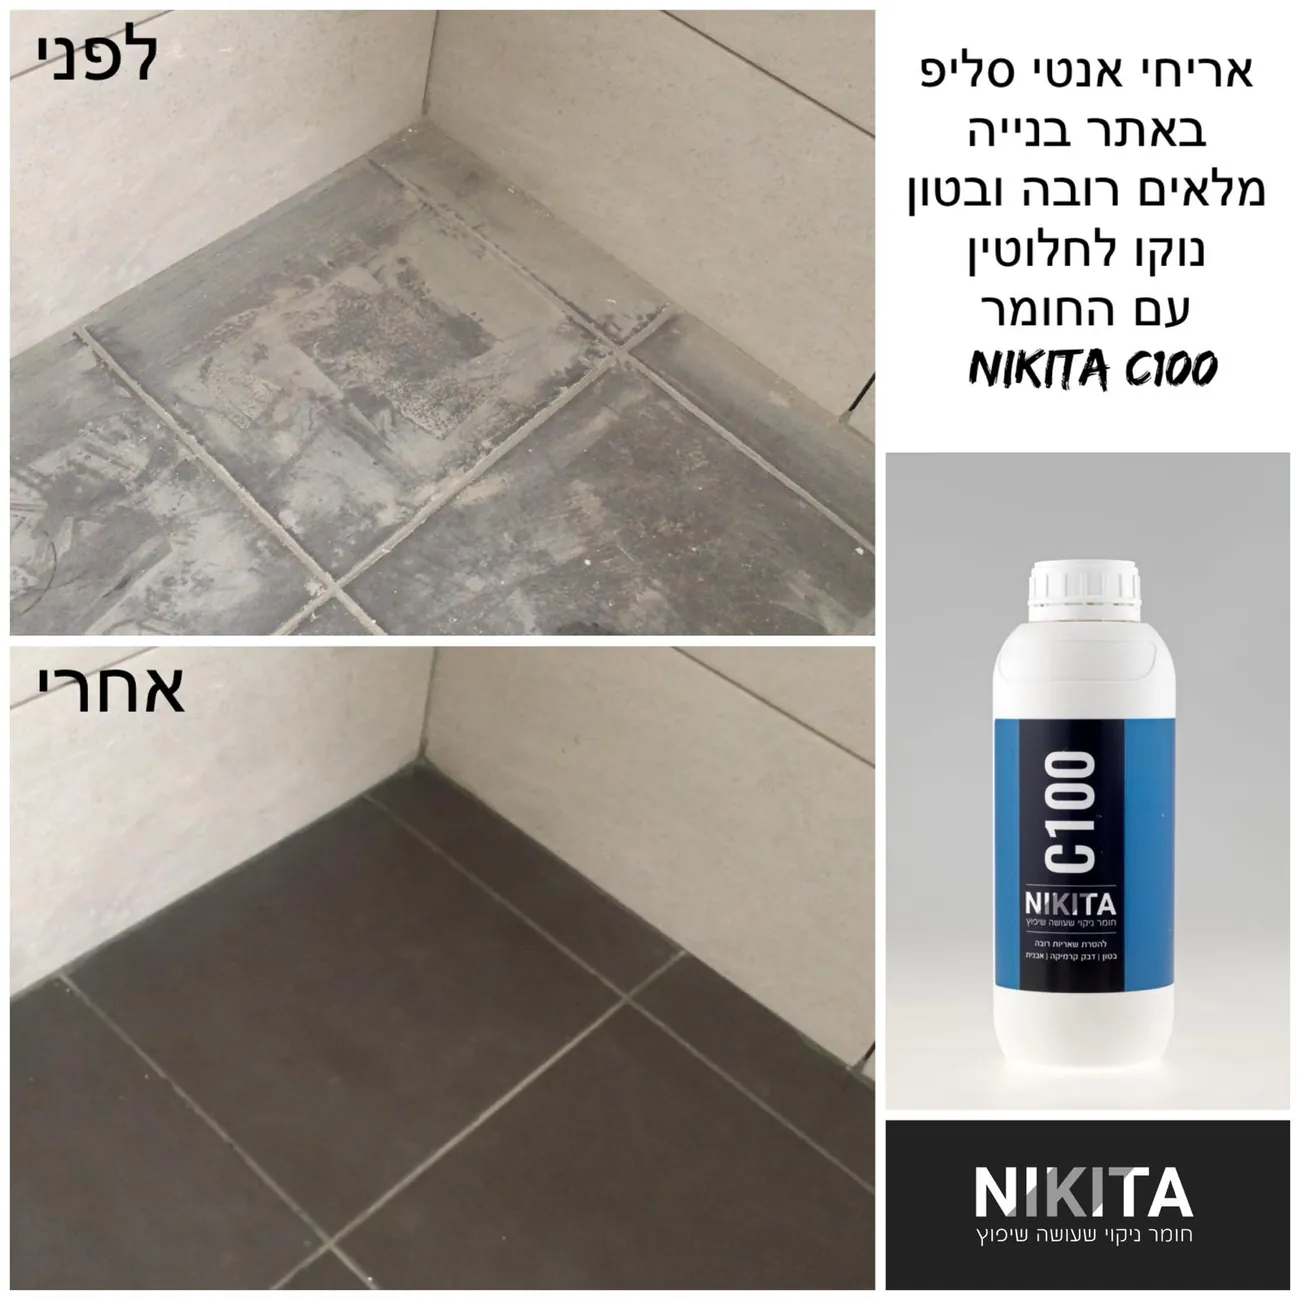 לפני
אחרי
אריחי אנטי סליפ
באתר בנייה
מלאים רובה ובטון
נוקו לחלוטין
עם החומר
NIKITA C100
C100
NIKITA
חומר ניקוי שעושה שיפוץ
להסרת שאריות רובה
בטון | דבק קרמיקה | אבנית
NIKITA
חומר ניקוי שעושה שיפוץ